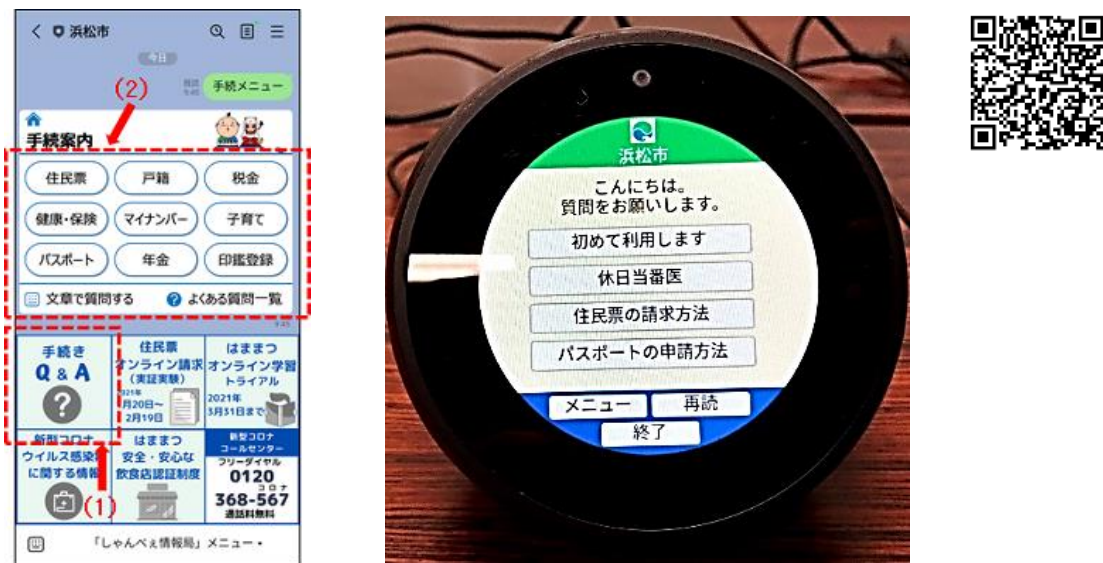 浜松市
今日
手続メニュー
(2)
手続案内
住民票
戸籍
税金
健康・保険
マイナンバー
子育て
パスポート
年金
印鑑登録
文章で質問する
よくある質問一覧
手続き
Q & A
?
住民票
オンライン請求
(実証実験)
月20日~
2月19日
はままつ
オンライン学習
トライアル
2021年
3月31日まで
新型コロナ
ウイルス感染
に関する情報
(1)
はままつ
安全・安心な
飲食店認証制度
新型コロナ
コールセンター
フリーダイヤル
0120
コロナ
368-567
通話料無料
「しゃんべぇ情報局」メニュー・
浜松市
こんにちは。
質問をお願いします。
初めて利用します
休日当番医
住民票の請求方法
パスポートの申請方法
メニュー
再読
終了